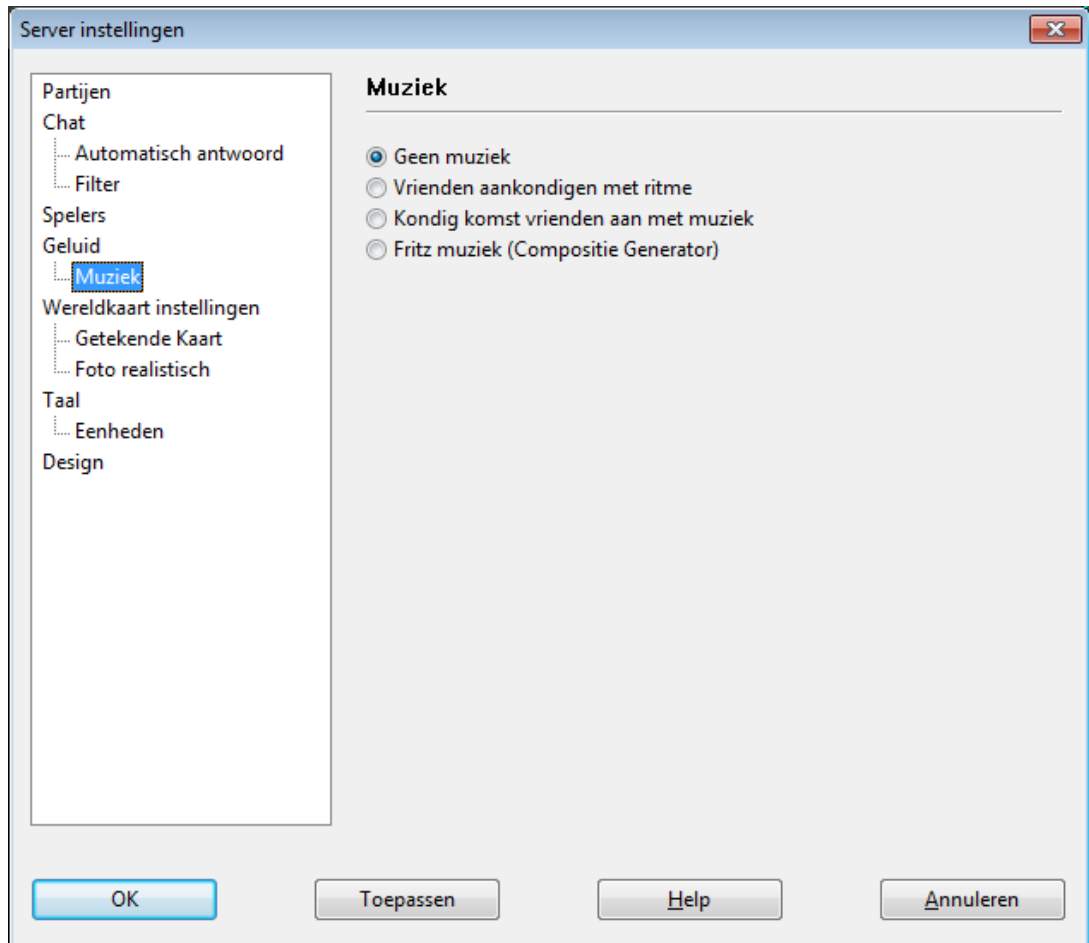 Server instellingen
Partijen
Chat
Automatisch antwoord
Filter
Spelers
Geluid
Muziek
Wereldkaart instellingen
Getekende Kaart
Foto realistisch
Taal
Eenheden
Design
Muziek
Geen muziek
Vrienden aankondigen met ritme
Kondig komst vrienden aan met muziek
Fritz muziek (Compositie Generator)
OK
Toepassen
Help
Annuleren